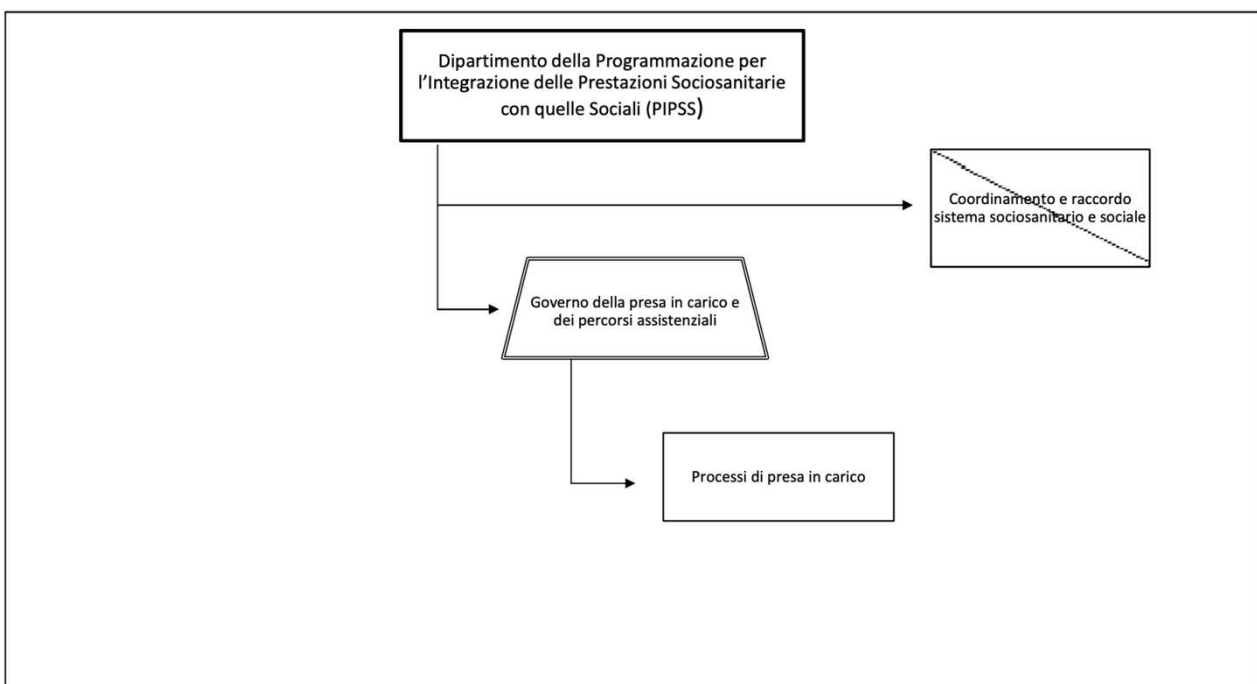 Dipartimento della Programmazione per
l'Integrazione delle Prestazioni Sociosanitarie
con quelle Sociali (PIPSS)
Coordinamento e raccordo
sistema sociosanitario e sociale
Governo della presa in carico e
dei percorsi assistenziali
Processi di presa in carico